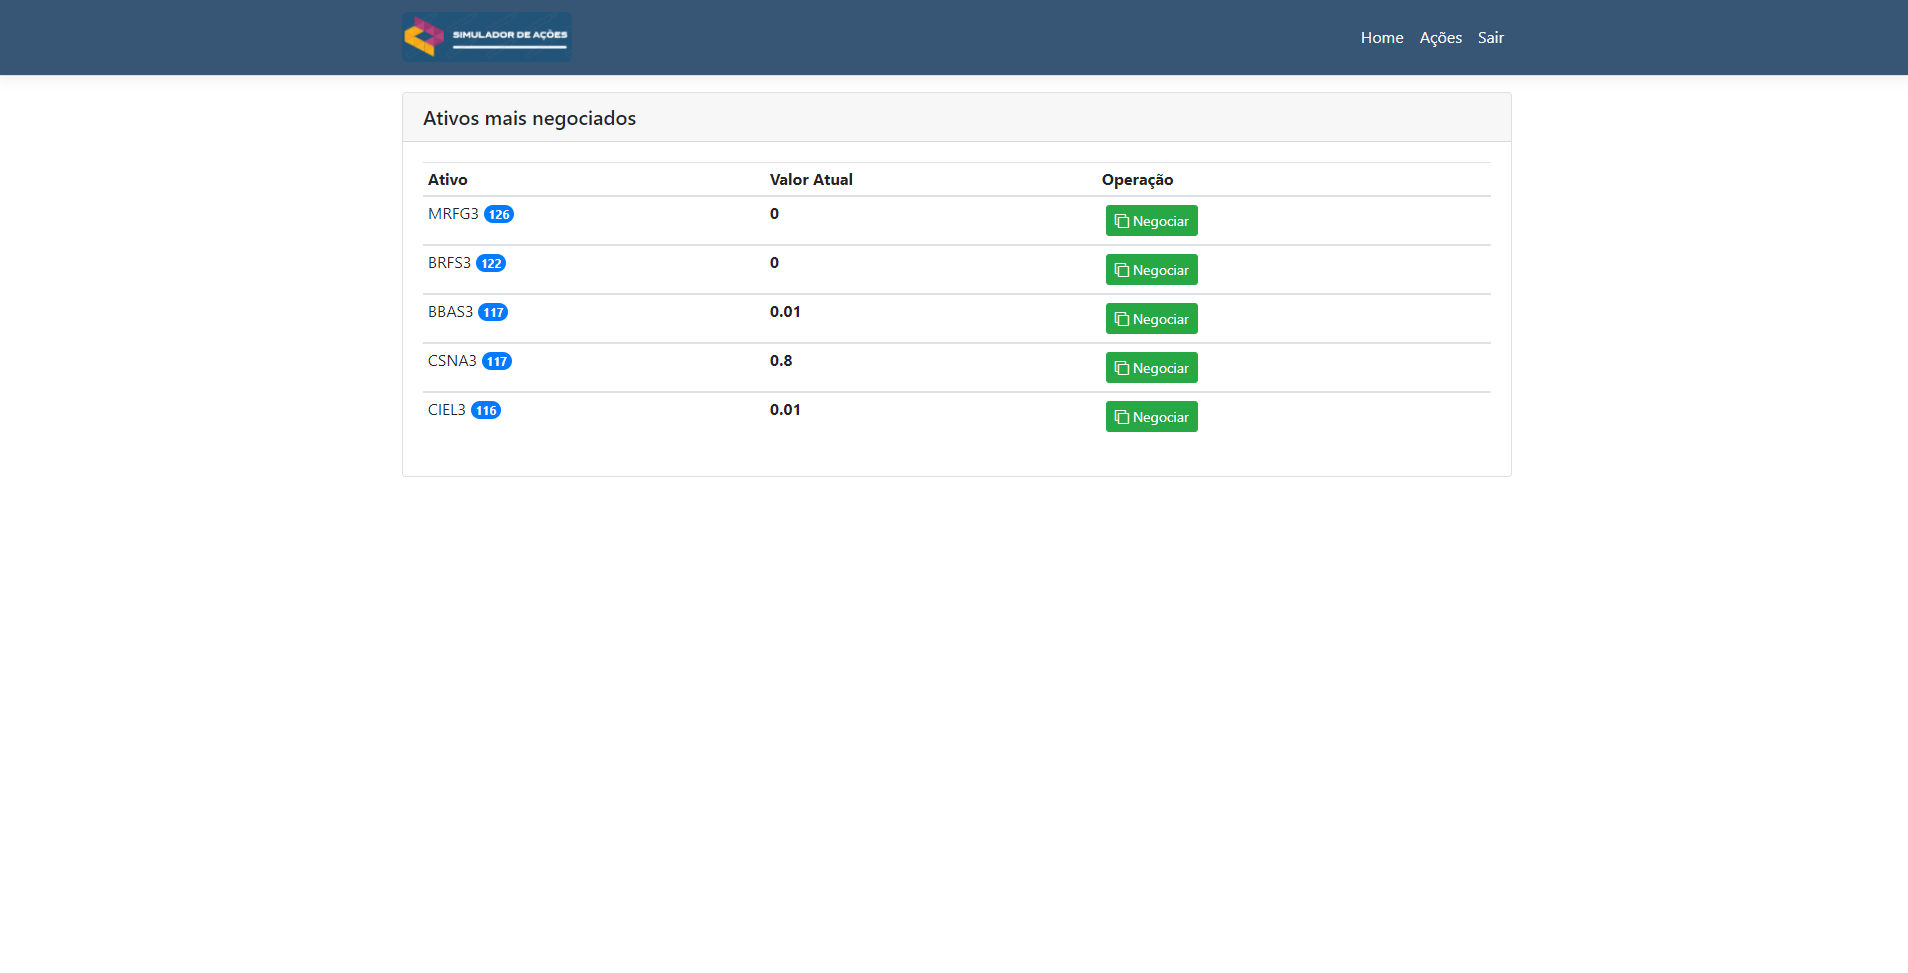 SIMULADOR DE AÇÕES
Home Ações Sair
Ativos mais negociados
Ativo Valor Atual Operação
MRFG3 126 0 Negociar
BRFS3 122 0 Negociar
BBAS3 117 0.01 Negociar
CSNA3 117 0.8 Negociar
CIEL3 116 0.01 Negociar